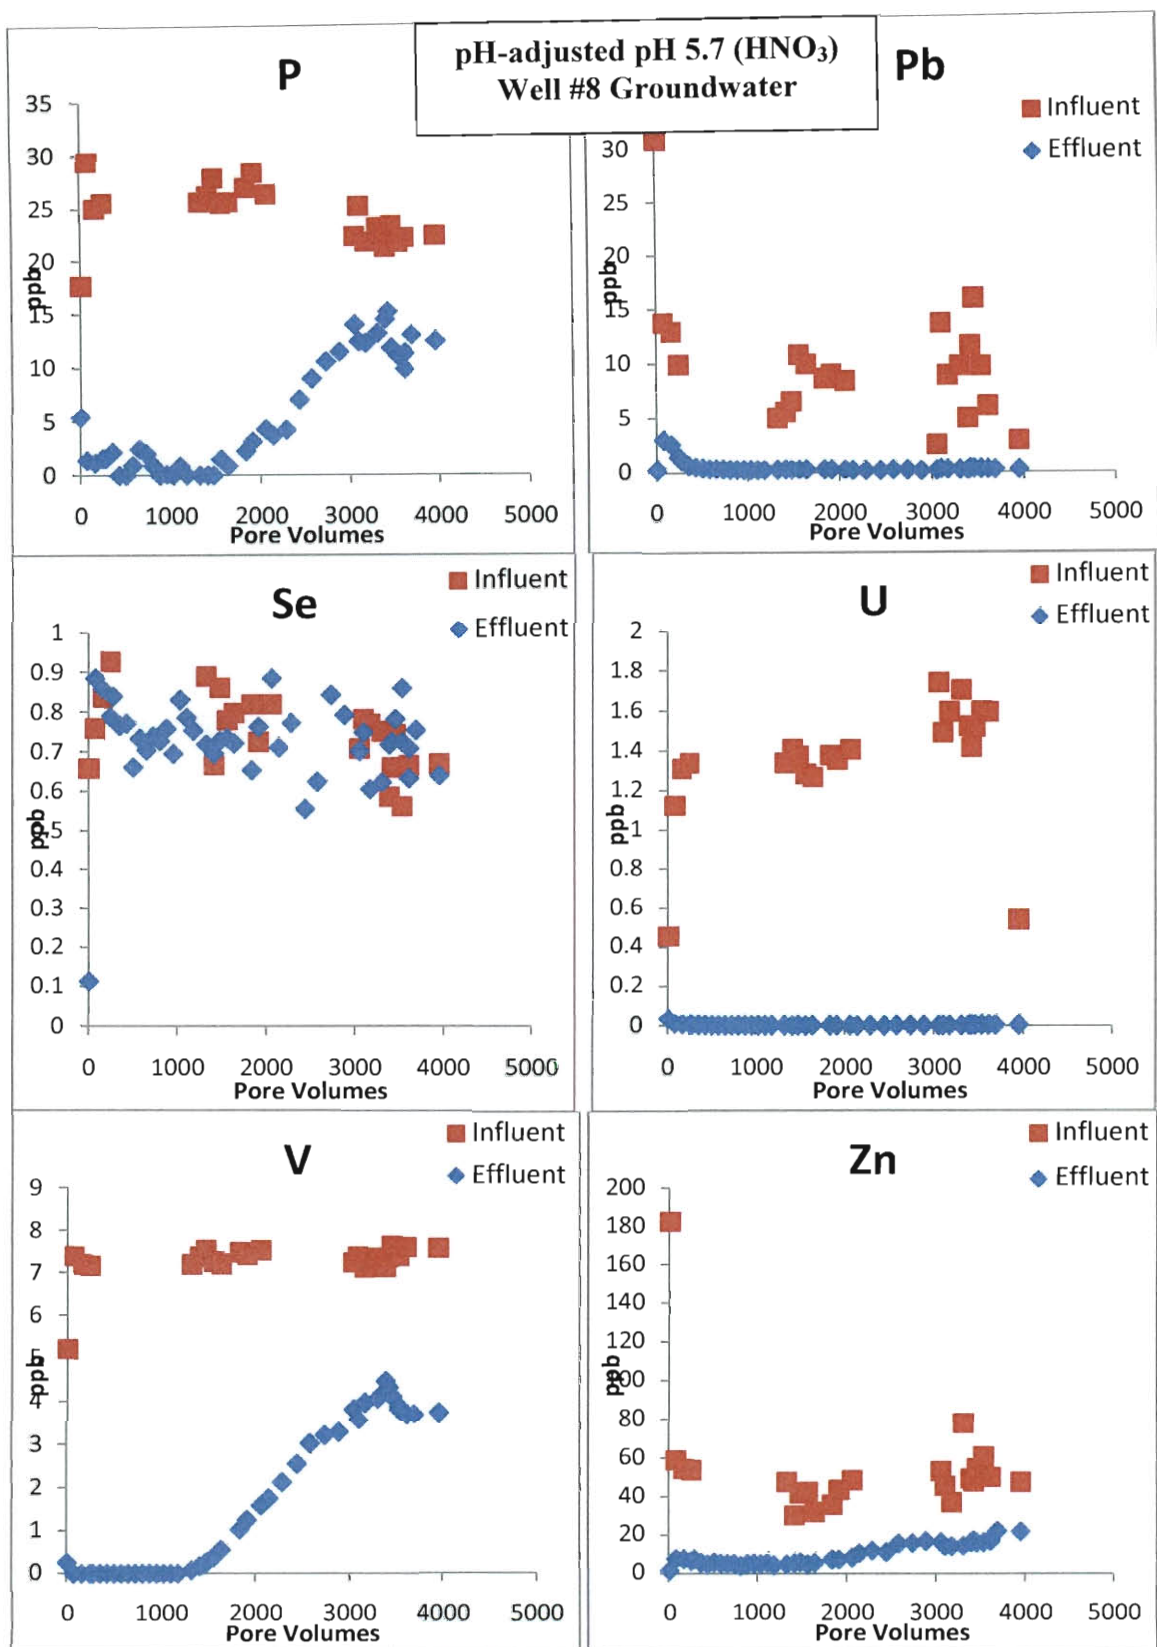 pH-adjusted pH 5.7 (HNO₃)
Well #8 Groundwater
P
35
30
25
20
15
10
5
0
ppb
0 1000 2000 3000 4000 5000
Pore Volumes
Pb
Influent
Effluent
30
25
20
15
10
5
0
ppb
0 1000 2000 3000 4000 5000
Pore Volumes
Se
Influent
Effluent
1
0.9
0.8
0.7
0.6
0.5
0.4
0.3
0.2
0.1
0
ppb
0 1000 2000 3000 4000 5000
Pore Volumes
U
Influent
Effluent
2
1.8
1.6
1.4
1.2
1
0.8
0.6
0.4
0.2
0
ppb
0 1000 2000 3000 4000 5000
Pore Volumes
V
Influent
Effluent
9
8
7
6
5
4
3
2
1
0
ppb
0 1000 2000 3000 4000 5000
Pore Volumes
Zn
Influent
Effluent
200
180
160
140
120
100
80
60
40
20
0
ppb
0 1000 2000 3000 4000 5000
Pore Volumes